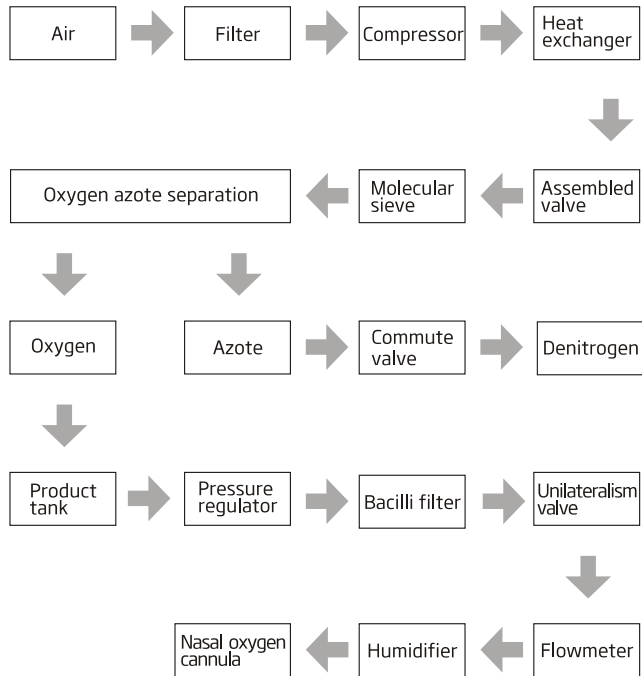 Air
Filter
Compressor
Heat
exchanger
Oxygen azote separation
Molecular
sieve
Assembled
valve
Oxygen
Azote
Commute
valve
Denitrogen
Product
tank
Pressure
regulator
Bacilli filter
Unilateralism
valve
Nasal oxygen
cannula
Humidifier
Flowmeter